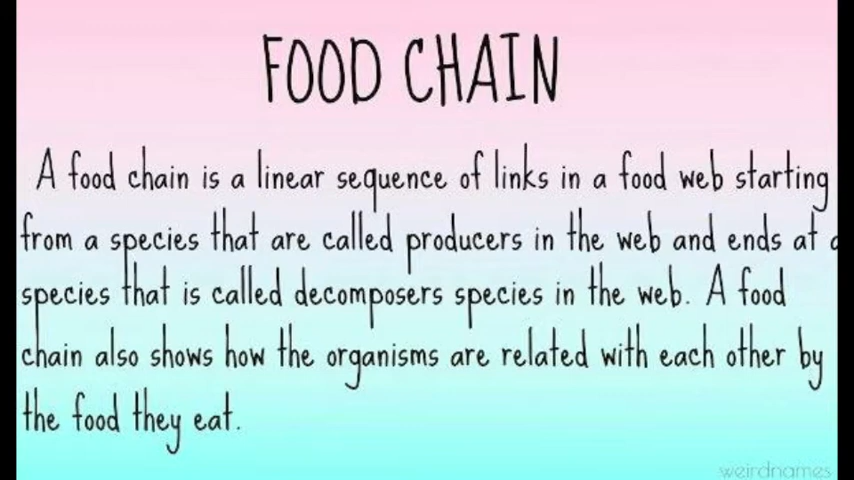 FOOD CHAIN
A food chain is a linear sequence of links in a food web starting
from a species that are called producers in the web and ends at a
species that is called decomposers species in the web. A food
chain also shows how the organisms are related with each other by
the food they eat.
weirdnames